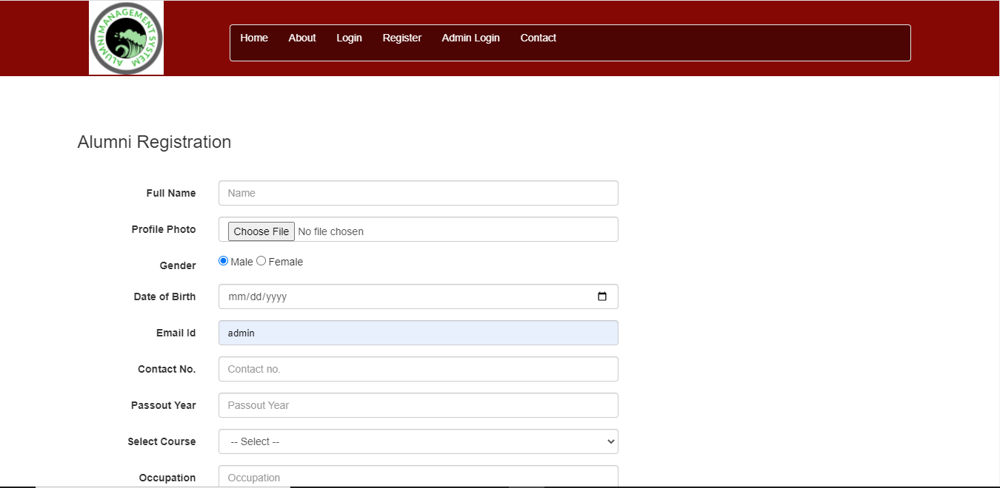 ALUMNI MANAGEMENT SYSTEM
Home About Login Register Admin Login Contact
Alumni Registration
Full Name Name
Profile Photo Choose File No file chosen
Gender Male Female
Date of Birth mm/dd/yyyy
Email Id admin
Contact No. Contact no.
Passout Year Passout Year
Select Course -- Select --
Occupation Occupation